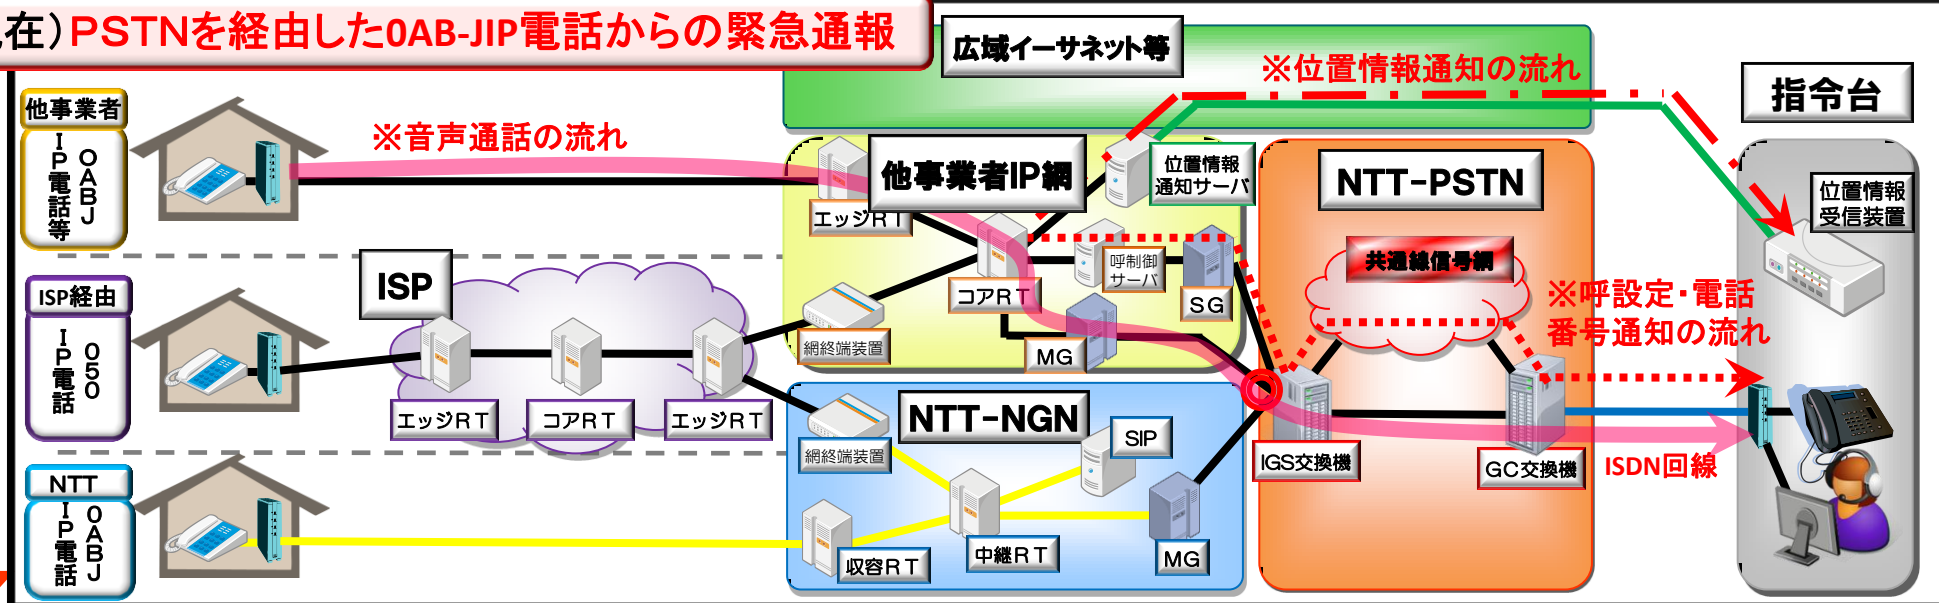 在)PSTNを経由した0AB-JIP電話からの緊急通報
広域イーサネット等
※位置情報通知の流れ
指令台
他事業者
0ABJ
IP電話等
※音声通話の流れ
エッジRT
他事業者IP網
位置情報
通知サーバ
NTT-PSTN
位置情報
受信装置
ISP経由
050
IP電話
ISP
エッジRT
コアRT
エッジRT
網終端装置
コアRT
呼制御
サーバ
SG
MG
共通線信号網
※呼設定・電話
番号通知の流れ
NTT-NGN
網終端装置
SIP
IGS交換機
GC交換機
ISDN回線
NTT
0ABJ
IP電話
収容RT
中継RT
MG